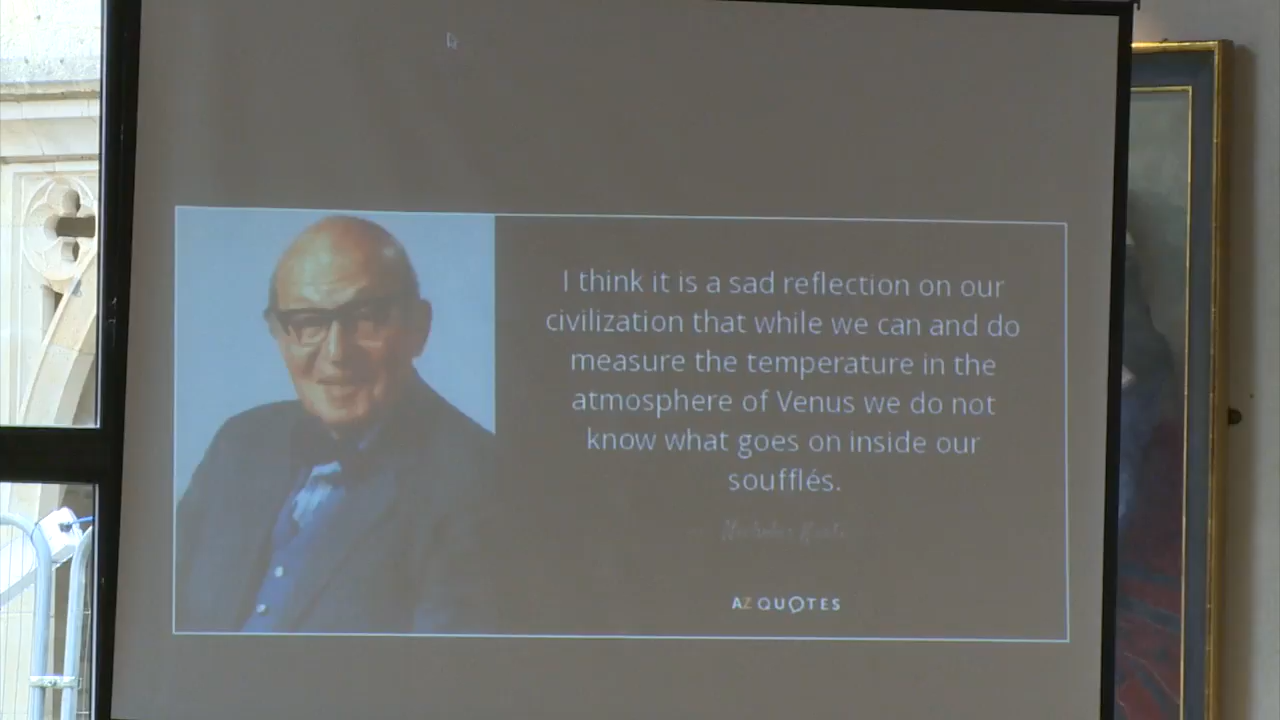 I think it is a sad reflection on our
civilization that while we can and do
measure the temperature in the
atmosphere of Venus we do not
know what goes on inside our
soufflés.
AZ QUOTES